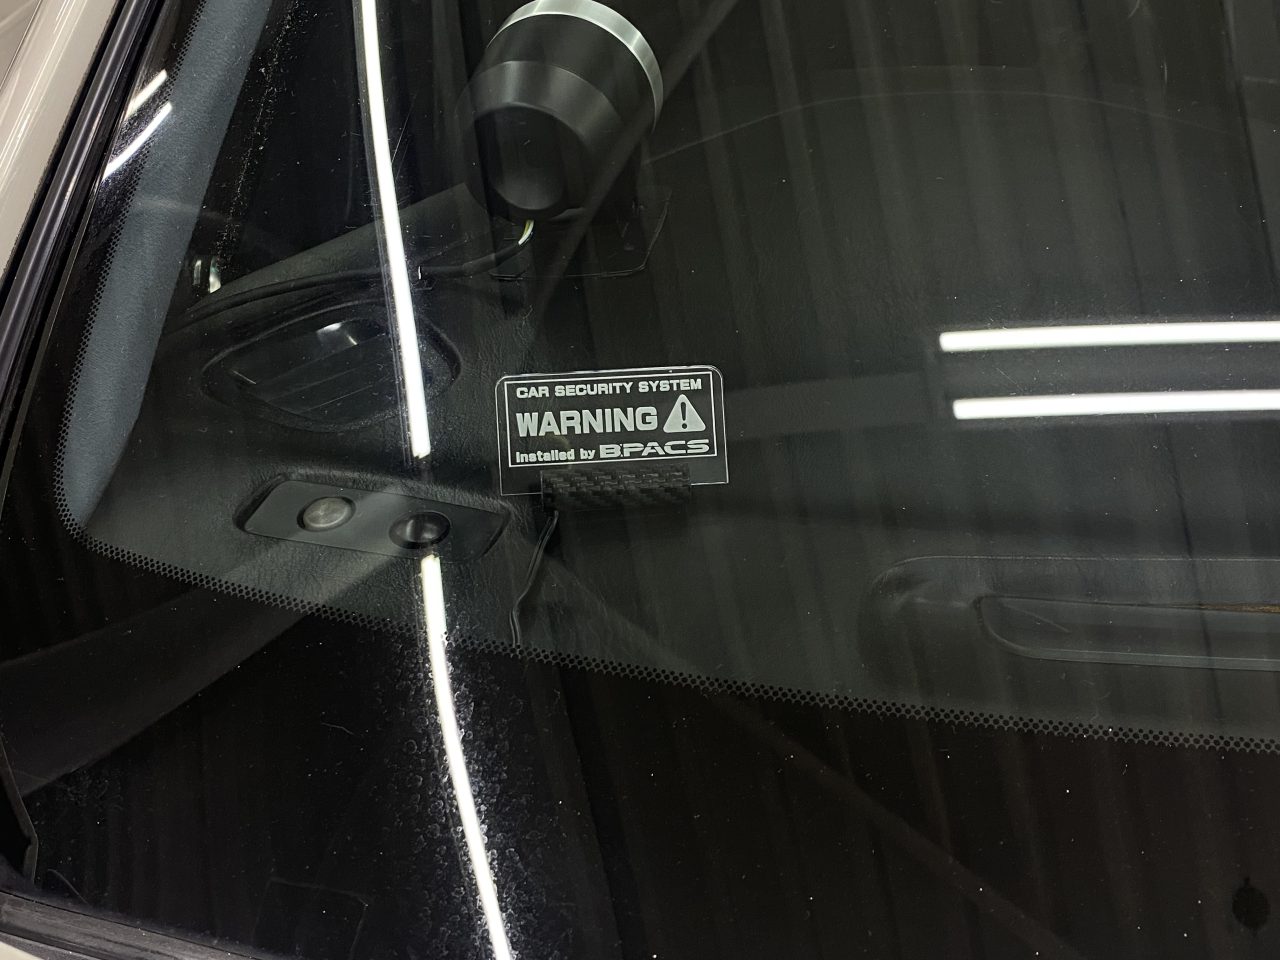 CAR SECURITY SYSTEM
WARNING
Installed by B.PACS